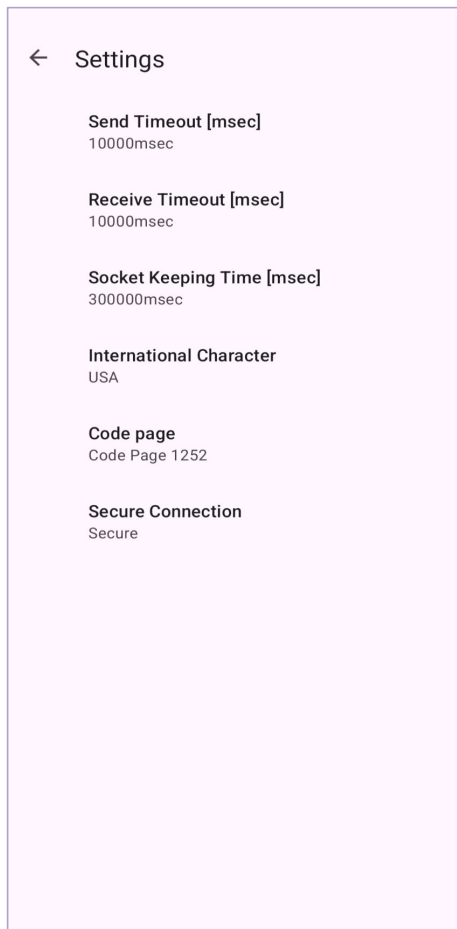 Settings
Send Timeout [msec]
10000msec
Receive Timeout [msec]
10000msec
Socket Keeping Time [msec]
300000msec
International Character
USA
Code page
Code Page 1252
Secure Connection
Secure